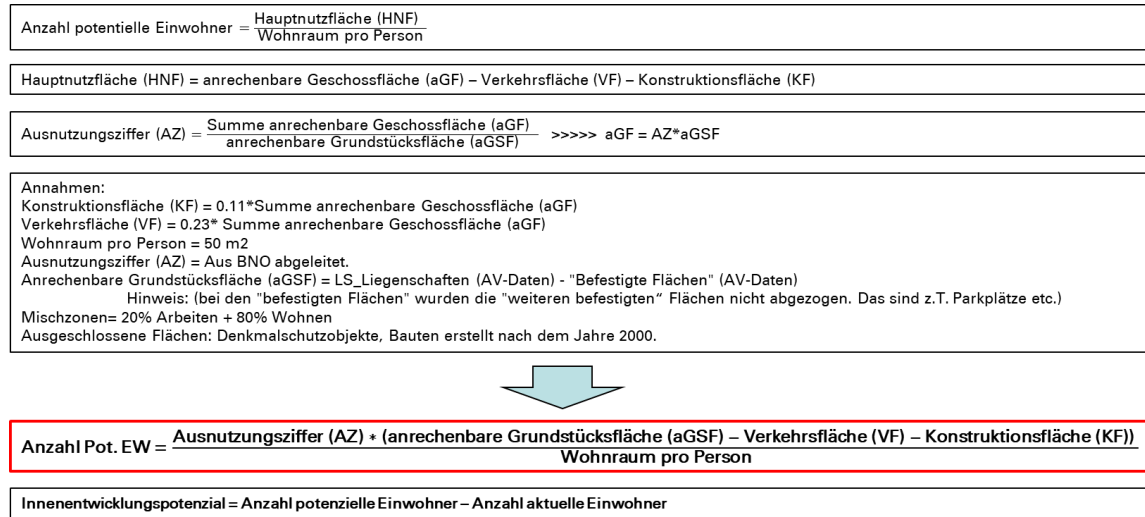 Anzahl potentielle Einwohner = Hauptnutzfläche (HNF) / Wohnraum pro Person
Hauptnutzfläche (HNF) = anrechenbare Geschossfläche (aGF) – Verkehrsfläche (VF) – Konstruktionsfläche (KF)
Ausnutzungsziffer (AZ) = Summe anrechenbare Geschossfläche (aGF) / anrechenbare Grundstücksfläche (aGSF) >>>>> aGF = AZ*aGSF
Annahmen:
Konstruktionsfläche (KF) = 0.11*Summe anrechenbare Geschossfläche (aGF)
Verkehrsfläche (VF) = 0.23* Summe anrechenbare Geschossfläche (aGF)
Wohnraum pro Person = 50 m2
Ausnutzungsziffer (AZ) = Aus BNO abgeleitet.
Anrechenbare Grundstücksfläche (aGSF) = LS_Liegenschaften (AV-Daten) - "Befestigte Flächen" (AV-Daten)
Hinweis: (bei den "befestigten Flächen" wurden die "weiteren befestigten“ Flächen nicht abgezogen. Das sind z.T. Parkplätze etc.)
Mischzonen= 20% Arbeiten + 80% Wohnen
Ausgeschlossene Flächen: Denkmalschutzobjekte, Bauten erstellt nach dem Jahre 2000.
Anzahl Pot. EW = Ausnutzungsziffer (AZ) * (anrechenbare Grundstücksfläche (aGSF) – Verkehrsfläche (VF) – Konstruktionsfläche (KF)) / Wohnraum pro Person
Innenentwicklungspotenzial = Anzahl potenzielle Einwohner – Anzahl aktuelle Einwohner